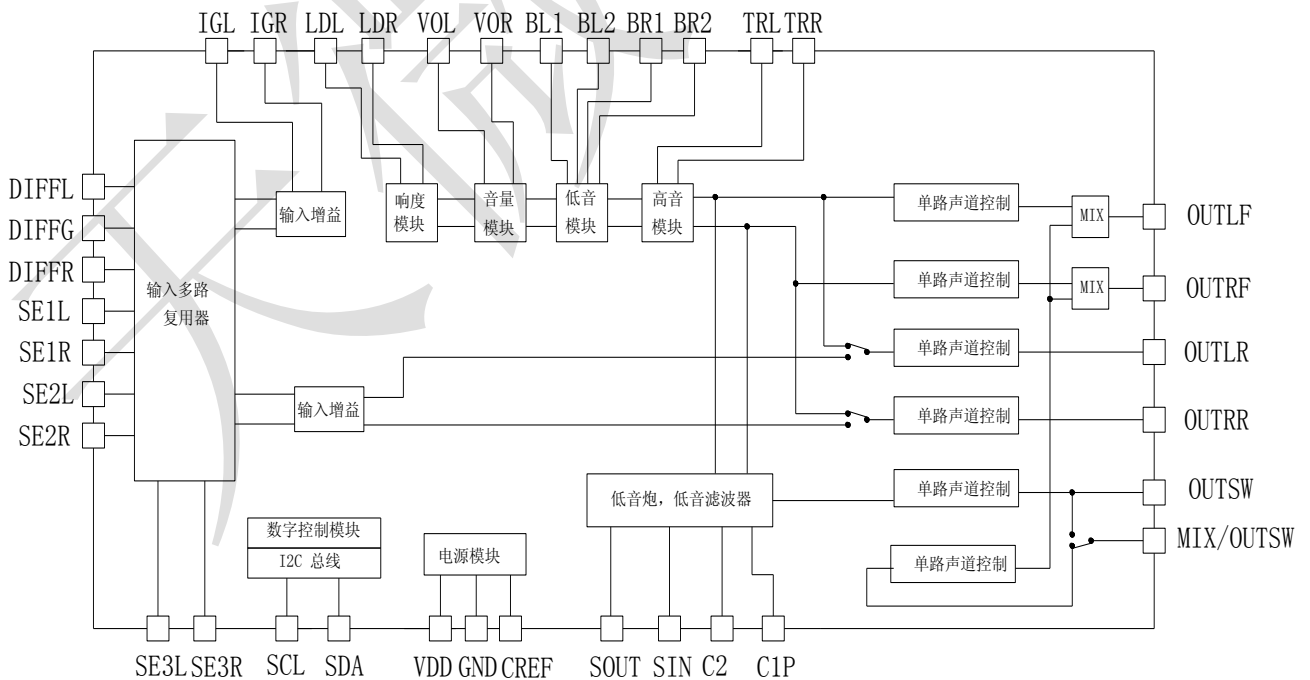 IGL IGR LDL LDR VOL VOR BL1 BL2 BR1 BR2 TRL TRR
DIFFL
DIFFG
DIFFR
SE1L
SE1R
SE2L
SE2R
输入多路
复用器
输入增益
响度
模块
音量
模块
低音
模块
高音
模块
单路声道控制
MIX
OUTLF
单路声道控制
MIX
OUTRF
单路声道控制
OUTLR
输入增益
单路声道控制
OUTRR
低音炮，低音滤波器
单路声道控制
OUTSW
数字控制模块
I2C 总线
电源模块
单路声道控制
MIX/OUTSW
SE3L SE3R SCL SDA VDD GND CREF SOUT SIN C2 C1P